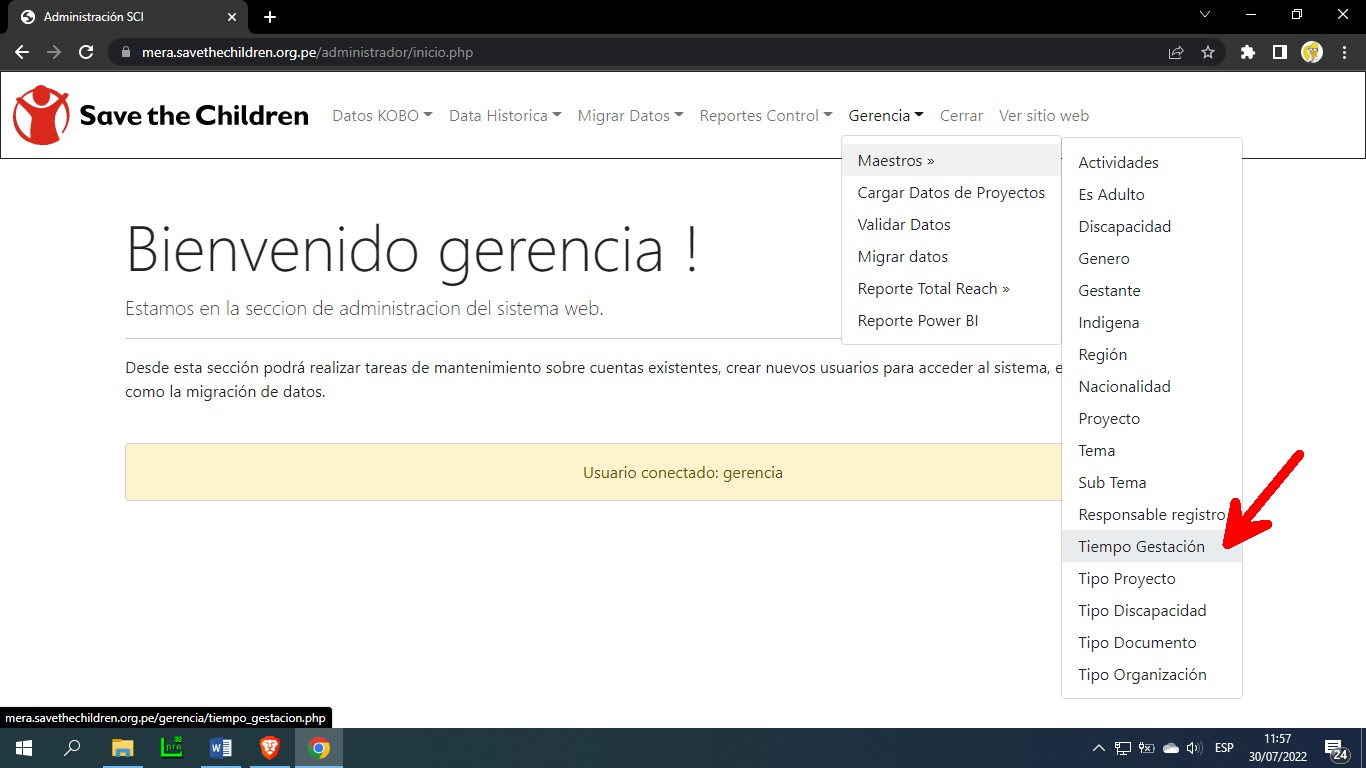 Administración SCI
mera.savethechildren.org.pe/administrador/inicio.php
Save the Children
Datos KOBO
Data Historica
Migrar Datos
Reportes Control
Gerencia
Cerrar
Ver sitio web
Maestros »
Cargar Datos de Proyectos
Validar Datos
Migrar datos
Reporte Total Reach »
Reporte Power BI
Actividades
Es Adulto
Discapacidad
Genero
Gestante
Indigena
Región
Nacionalidad
Proyecto
Tema
Sub Tema
Responsable registro
Tiempo Gestación
Tipo Proyecto
Tipo Discapacidad
Tipo Documento
Tipo Organización
Bienvenido gerencia !
Estamos en la seccion de administracion del sistema web.
Desde esta sección podrá realizar tareas de mantenimiento sobre cuentas existentes, crear nuevos usuarios para acceder al sistema, e
como la migración de datos.
Usuario conectado: gerencia
mera.savethechildren.org.pe/gerencia/tiempo_gestacion.php
pro
ESP
11:57
30/07/2022
24